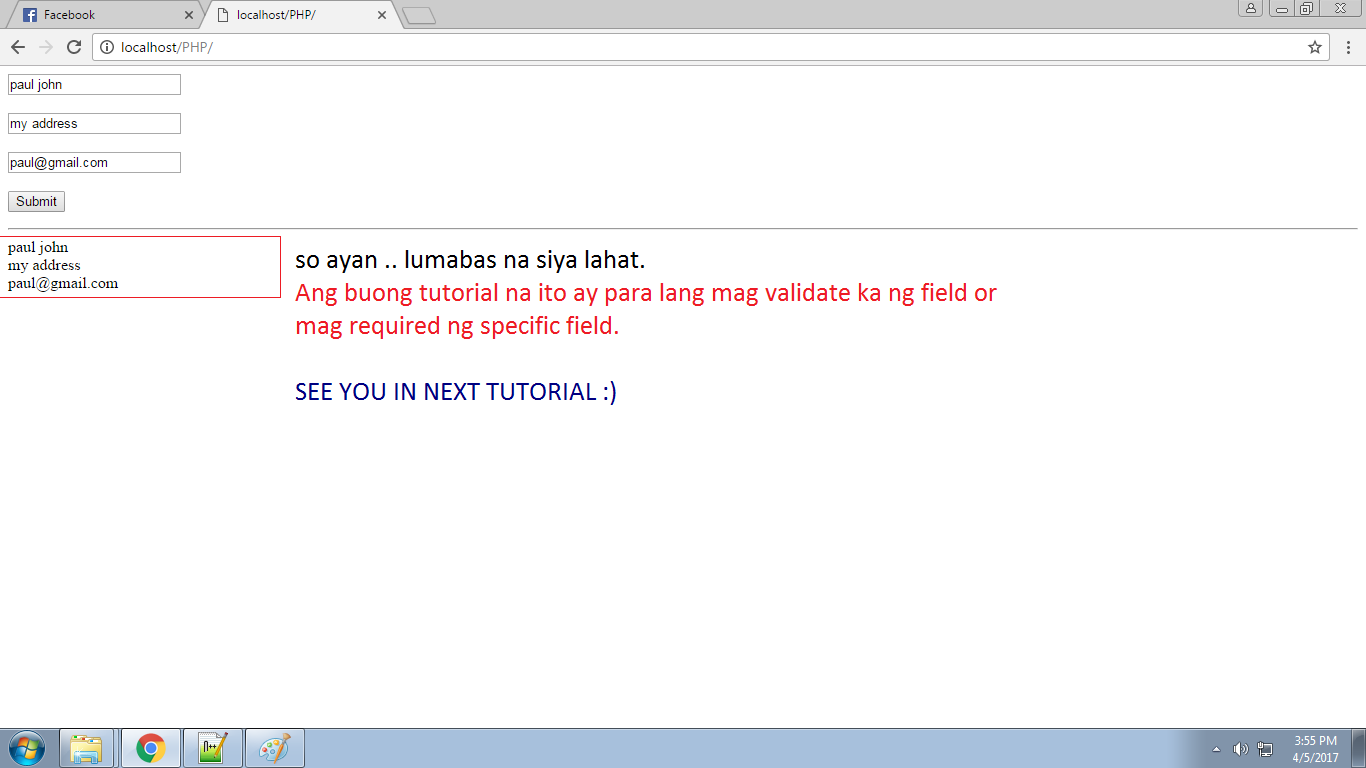 Facebook
localhost/PHP/
localhost/PHP/
paul john
my address
paul@gmail.com
Submit
paul john
my address
paul@gmail.com
so ayan .. lumabas na siya lahat.
Ang buong tutorial na ito ay para lang mag validate ka ng field or
mag required ng specific field.
SEE YOU IN NEXT TUTORIAL :)
3:55 PM
4/5/2017